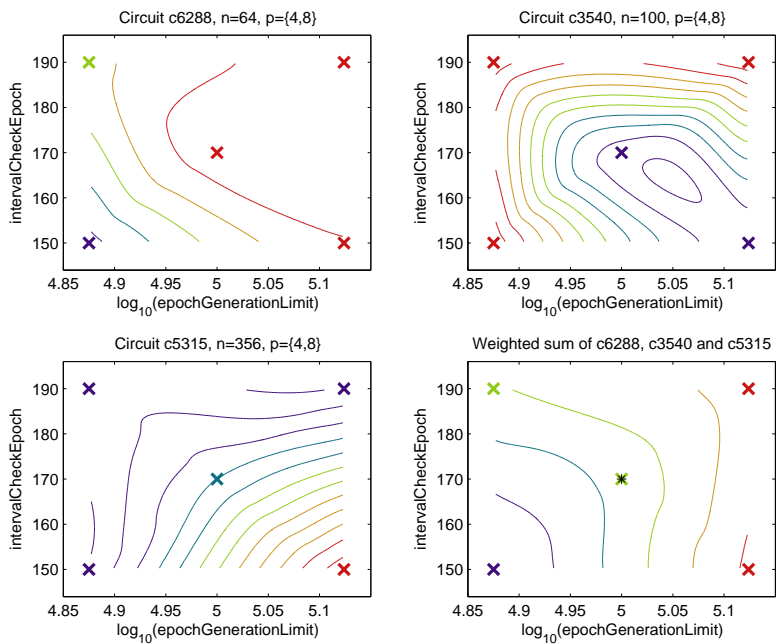 Circuit c6288, n=64, p={4,8}
190
180
170
160
150
intervalCheckEpoch
4.85 4.9 4.95 5 5.05 5.1
log10(epochGenerationLimit)
Circuit c3540, n=100, p={4,8}
190
180
170
160
150
intervalCheckEpoch
4.85 4.9 4.95 5 5.05 5.1
log10(epochGenerationLimit)
Circuit c5315, n=356, p={4,8}
190
180
170
160
150
intervalCheckEpoch
4.85 4.9 4.95 5 5.05 5.1
log10(epochGenerationLimit)
Weighted sum of c6288, c3540 and c5315
190
180
170
160
150
intervalCheckEpoch
4.85 4.9 4.95 5 5.05 5.1
log10(epochGenerationLimit)